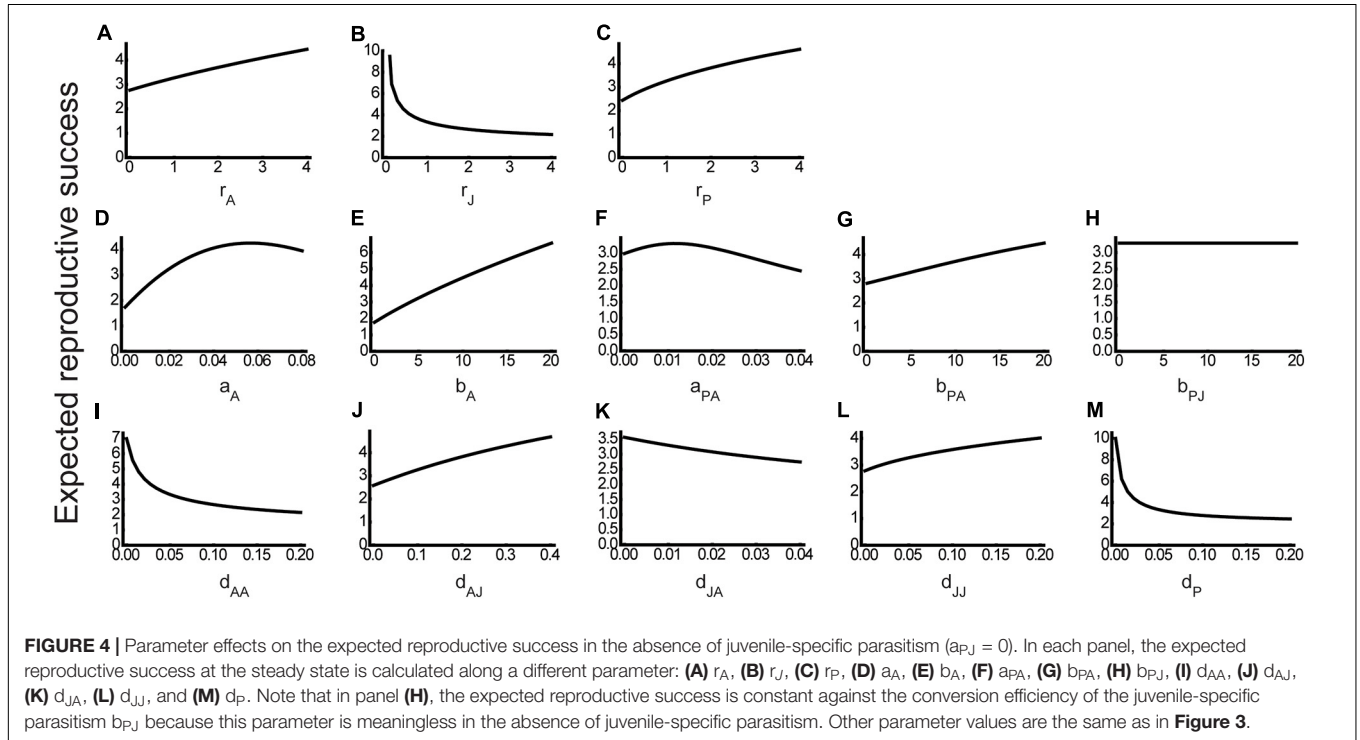 Expected reproductive success
A
4
3
2
1
0
0 1 2 3 4
r_A
B
10
8
6
4
2
0
0 1 2 3 4
r_J
C
4
3
2
1
0
0 1 2 3 4
r_P
D
4
3
2
1
0
0.00 0.02 0.04 0.06 0.08
a_A
E
6
5
4
3
2
1
0
0 5 10 15 20
b_A
F
3.0
2.5
2.0
1.5
1.0
0.5
0.0
0.00 0.01 0.02 0.03 0.04
a_PA
G
4
3
2
1
0
0 5 10 15 20
b_PA
H
3.0
2.5
2.0
1.5
1.0
0.5
0.0
0 5 10 15 20
b_PJ
I
7
6
5
4
3
2
1
0
0.00 0.05 0.10 0.15 0.20
d_AA
J
4
3
2
1
0
0.0 0.1 0.2 0.3 0.4
d_AJ
K
3.5
3.0
2.5
2.0
1.5
1.0
0.5
0.0
0.00 0.01 0.02 0.03 0.04
d_JA
L
4
3
2
1
0
0.00 0.05 0.10 0.15 0.20
d_JJ
M
10
8
6
4
2
0
0.00 0.05 0.10 0.15 0.20
d_P
FIGURE 4 | Parameter effects on the expected reproductive success in the absence of juvenile-specific parasitism (a_PJ = 0). In each panel, the expected
reproductive success at the steady state is calculated along a different parameter: (A) r_A, (B) r_J, (C) r_P, (D) a_A, (E) b_A, (F) a_PA, (G) b_PA, (H) b_PJ, (I) d_AA, (J) d_AJ,
(K) d_JA, (L) d_JJ, and (M) d_P. Note that in panel (H), the expected reproductive success is constant against the conversion efficiency of the juvenile-specific
parasitism b_PJ because this parameter is meaningless in the absence of juvenile-specific parasitism. Other parameter values are the same as in Figure 3.